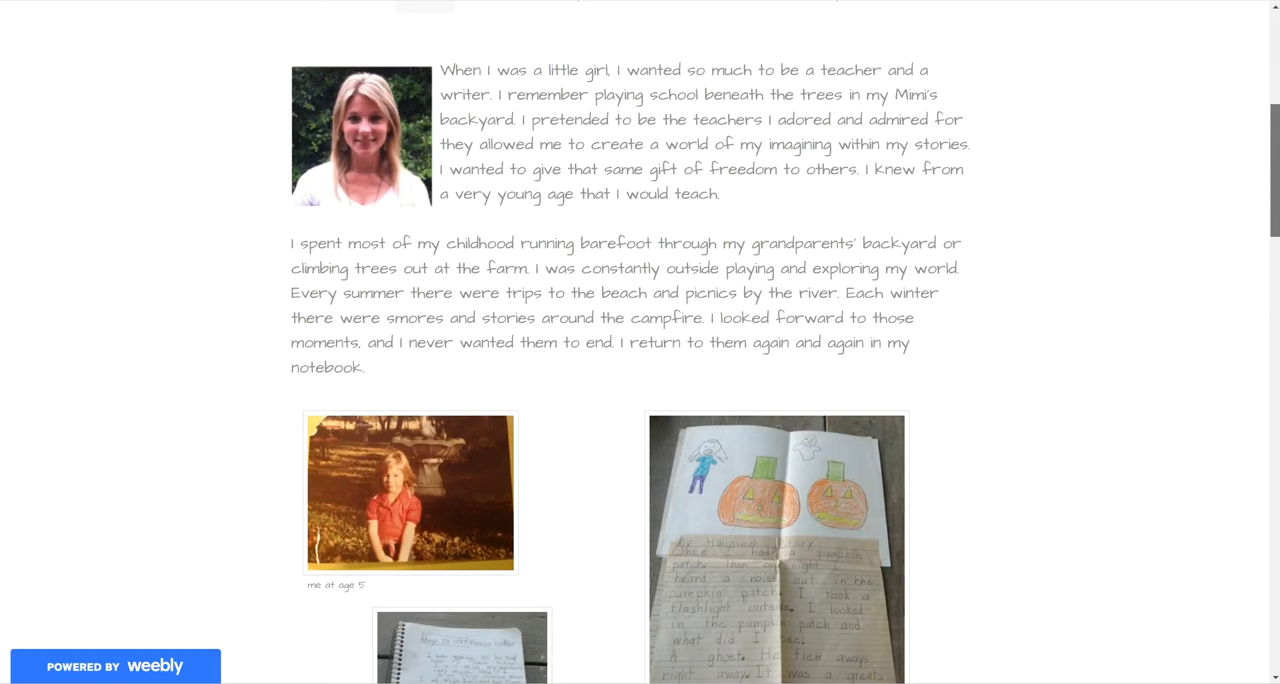 When I was a little girl, I wanted so much to be a teacher and a
writer. I remember playing school beneath the trees in my Mimi's
backyard. I pretended to be the teachers I adored and admired for
they allowed me to create a world of my imagining within my stories.
I wanted to give that same gift of freedom to others. I knew from
a very young age that I would teach.
I spent most of my childhood running barefoot through my grandparents' backyard or
climbing trees out at the farm. I was constantly outside playing and exploring my world.
Every summer there were trips to the beach and picnics by the river. Each winter
there were smores and stories around the campfire. I looked forward to those
moments, and I never wanted them to end. I return to them again and again in my
notebook.
me at age 5
My Halloween Story
Once I had a pumpkin
patch. Then one night I
heard a noise out in the
pumpkin patch. I took a
flashlight outside. I looked
in the pumpkin patch and
what did I see.
A ghost. He flew away
right away. It was a great
POWERED BY weebly